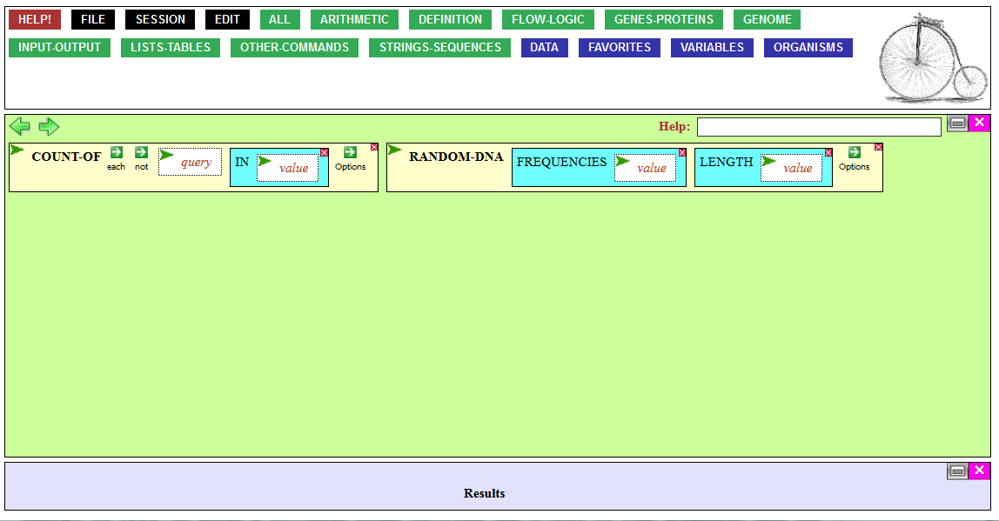 HELP! FILE SESSION EDIT ALL ARITHMETIC DEFINITION FLOW-LOGIC GENES-PROTEINS GENOME
INPUT-OUTPUT LISTS-TABLES OTHER-COMMANDS STRINGS-SEQUENCES DATA FAVORITES VARIABLES ORGANISMS
Help:
COUNT-OF each not query IN value Options RANDOM-DNA FREQUENCIES value LENGTH value Options
Results